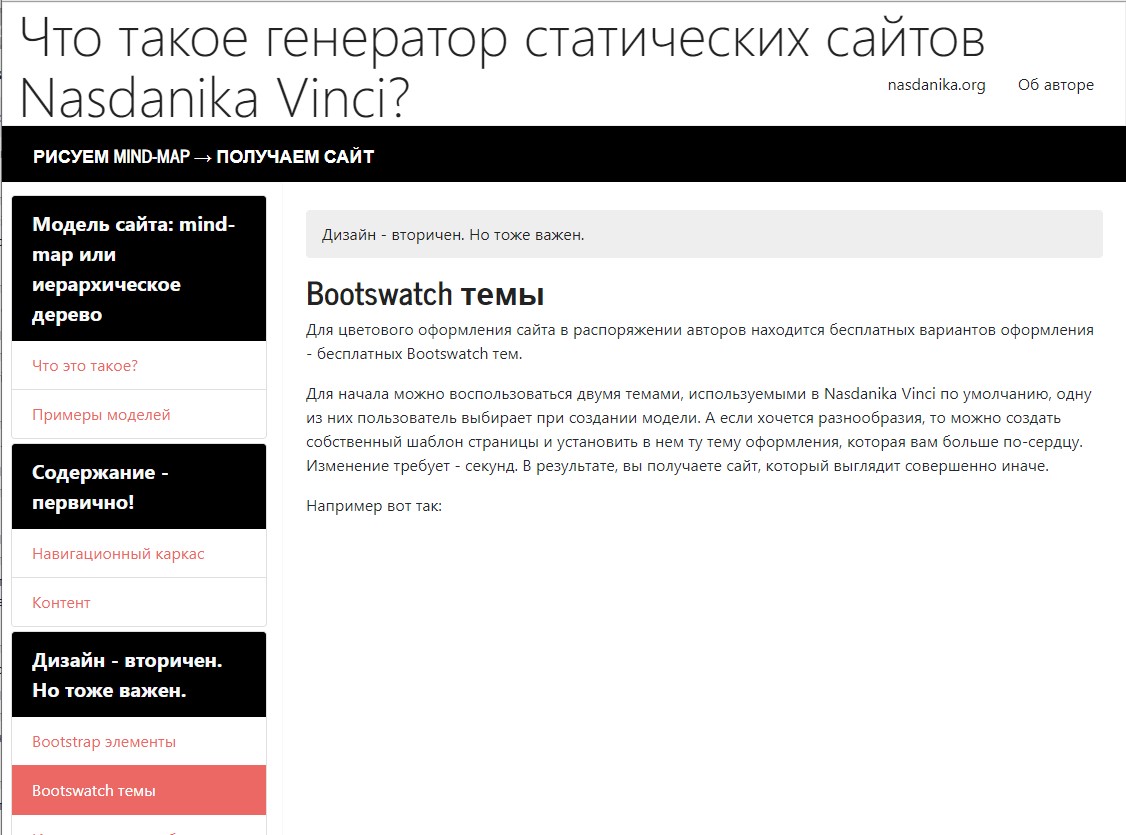 Что такое генератор статических сайтов
Nasdanika Vinci?
nasdanika.org
Об авторе
РИСУЕМ MIND-MAP → ПОЛУЧАЕМ САЙТ
Модель сайта: mind-
map или
иерархическое
дерево
Что это такое?
Примеры моделей
Содержание -
первично!
Навигационный каркас
Контент
Дизайн - вторичен.
Но тоже важен.
Bootstrap элементы
Bootswatch темы
Дизайн - вторичен. Но тоже важен.
Bootswatch темы
Для цветового оформления сайта в распоряжении авторов находится бесплатных вариантов оформления
- бесплатных Bootswatch тем.
Для начала можно воспользоваться двумя темами, используемыми в Nasdanika Vinci по умолчанию, одну
из них пользователь выбирает при создании модели. А если хочется разнообразия, то можно создать
собственный шаблон страницы и установить в нем ту тему оформления, которая вам больше по-сердцу.
Изменение требует - секунд. В результате, вы получаете сайт, который выглядит совершенно иначе.
Например вот так: